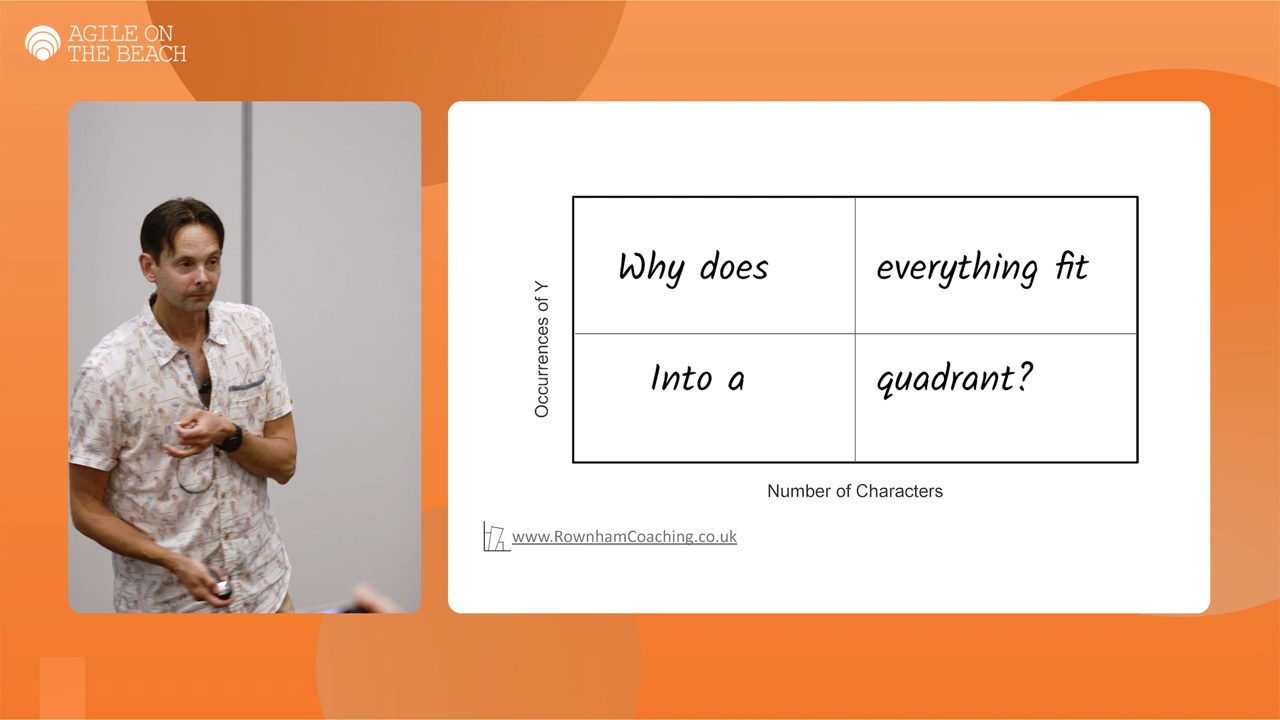 AGILE ON
THE BEACH
Occurrences of Y
Why does
everything fit
Into a
quadrant?
Number of Characters
www.RownhamCoaching.co.uk